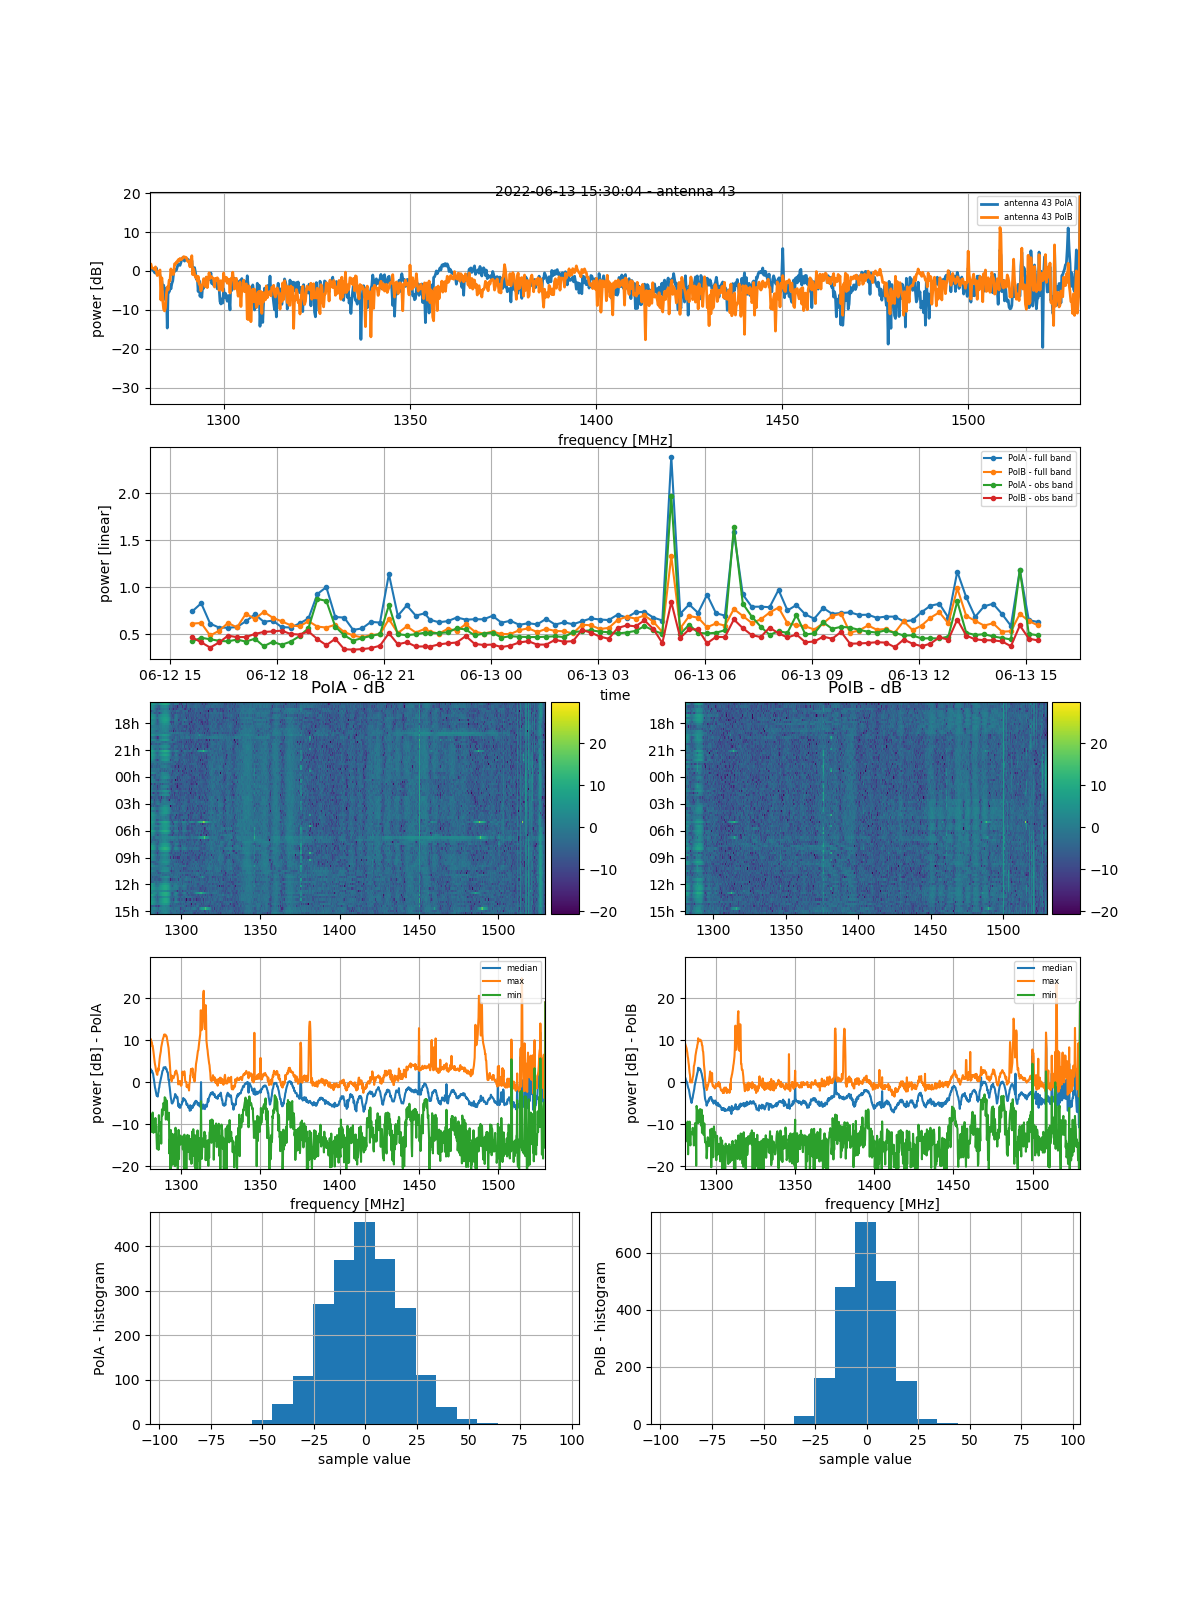 2022-06-13 15:30:04 - antenna 43
power [dB]
20
10
0
−10
−20
−30
antenna 43 PolA
antenna 43 PolB
1300 1350 1400 1450 1500
frequency [MHz]
power [linear]
2.0
1.5
1.0
0.5
PolA - full band
PolB - full band
PolA - obs band
PolB - obs band
06-12 15 06-12 18 06-12 21 06-13 00 06-13 03 06-13 06 06-13 09 06-13 12 06-13 15
time
PolA - dB
18h
21h
00h
03h
06h
09h
12h
15h
1300 1350 1400 1450 1500
20
10
0
−10
−20
PolB - dB
18h
21h
00h
03h
06h
09h
12h
15h
1300 1350 1400 1450 1500
20
10
0
−10
−20
power [dB] - PolA
20
10
0
−10
−20
median
max
min
1300 1350 1400 1450 1500
frequency [MHz]
power [dB] - PolB
20
10
0
−10
−20
median
max
min
1300 1350 1400 1450 1500
frequency [MHz]
PolA - histogram
400
300
200
100
0
−100 −75 −50 −25 0 25 50 75 100
sample value
PolB - histogram
600
400
200
0
−100 −75 −50 −25 0 25 50 75 100
sample value